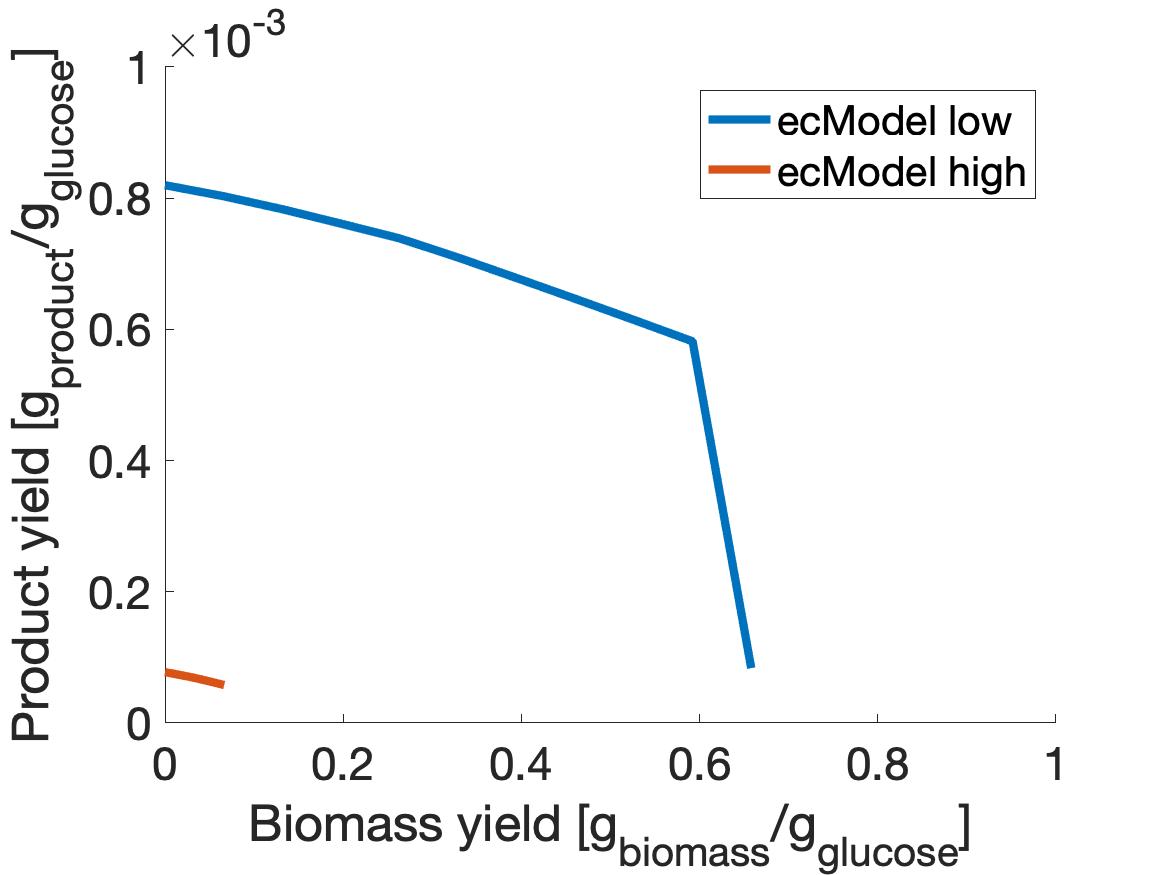 ×10-3
1
0.8
0.6
0.4
0.2
0
Product yield [gproduct/gglucose]
ecModel low
ecModel high
0 0.2 0.4 0.6 0.8 1
Biomass yield [gbiomass/gglucose]